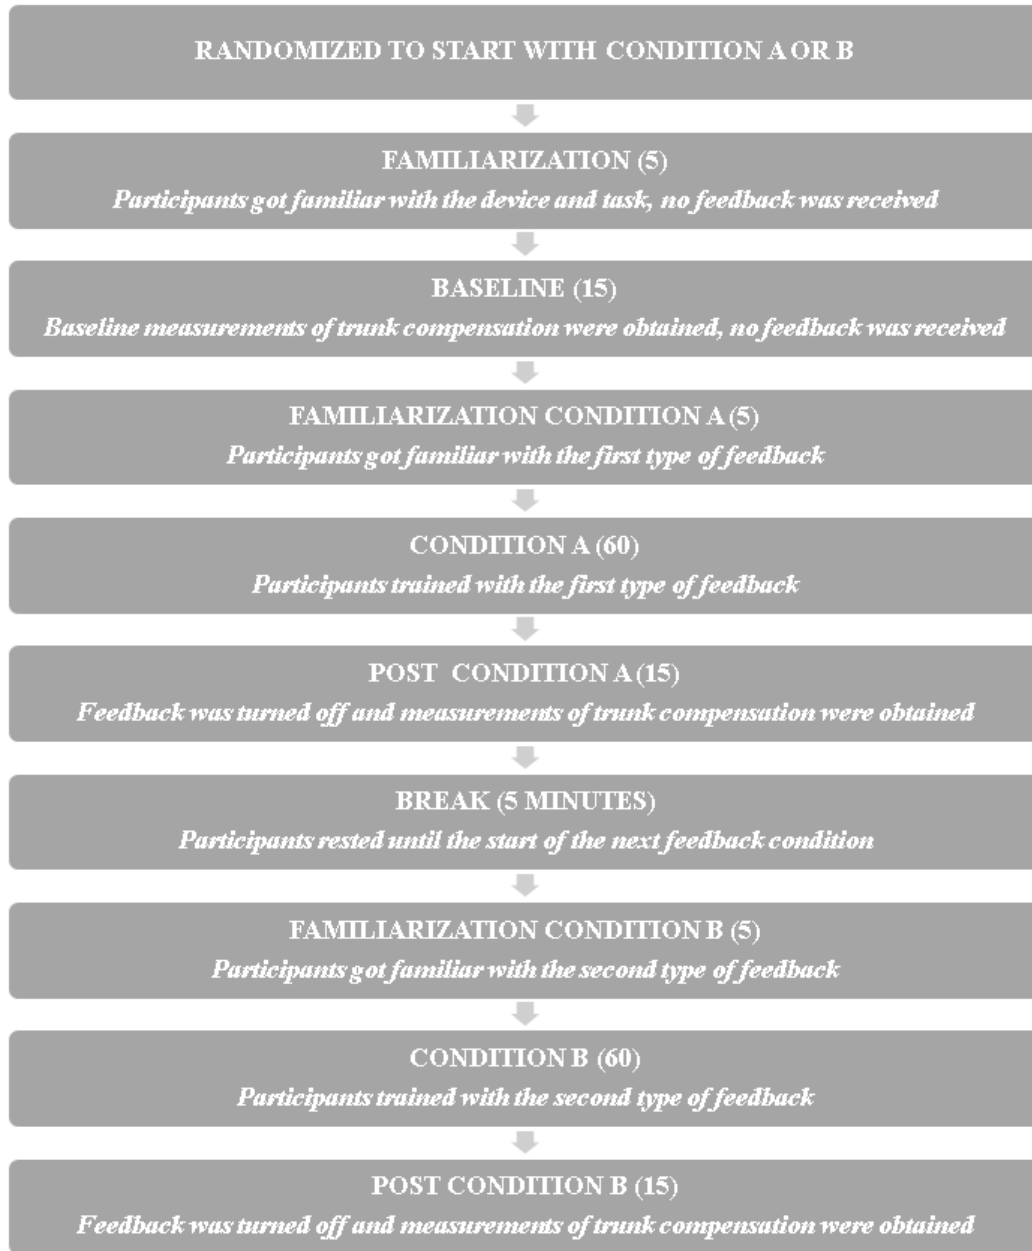 RANDOMIZED TO START WITH CONDITION A OR B
FAMILIARIZATION (5)
Participants got familiar with the device and task, no feedback was received
BASELINE (15)
Baseline measurements of trunk compensation were obtained, no feedback was received
FAMILIARIZATION CONDITION A (5)
Participants got familiar with the first type of feedback
CONDITION A (60)
Participants trained with the first type of feedback
POST CONDITION A (15)
Feedback was turned off and measurements of trunk compensation were obtained
BREAK (5 MINUTES)
Participants rested until the start of the next feedback condition
FAMILIARIZATION CONDITION B (5)
Participants got familiar with the second type of feedback
CONDITION B (60)
Participants trained with the second type of feedback
POST CONDITION B (15)
Feedback was turned off and measurements of trunk compensation were obtained